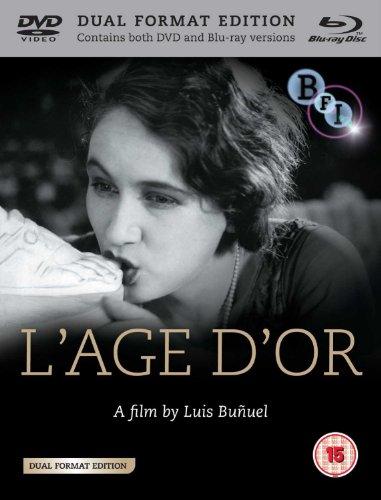 DVD
VIDEO
DUAL FORMAT EDITION
Contains both DVD and Blu-ray versions
Blu-ray Disc
BFI
L'AGE D'OR
A film by Luis Buñuel
DUAL FORMAT EDITION
15